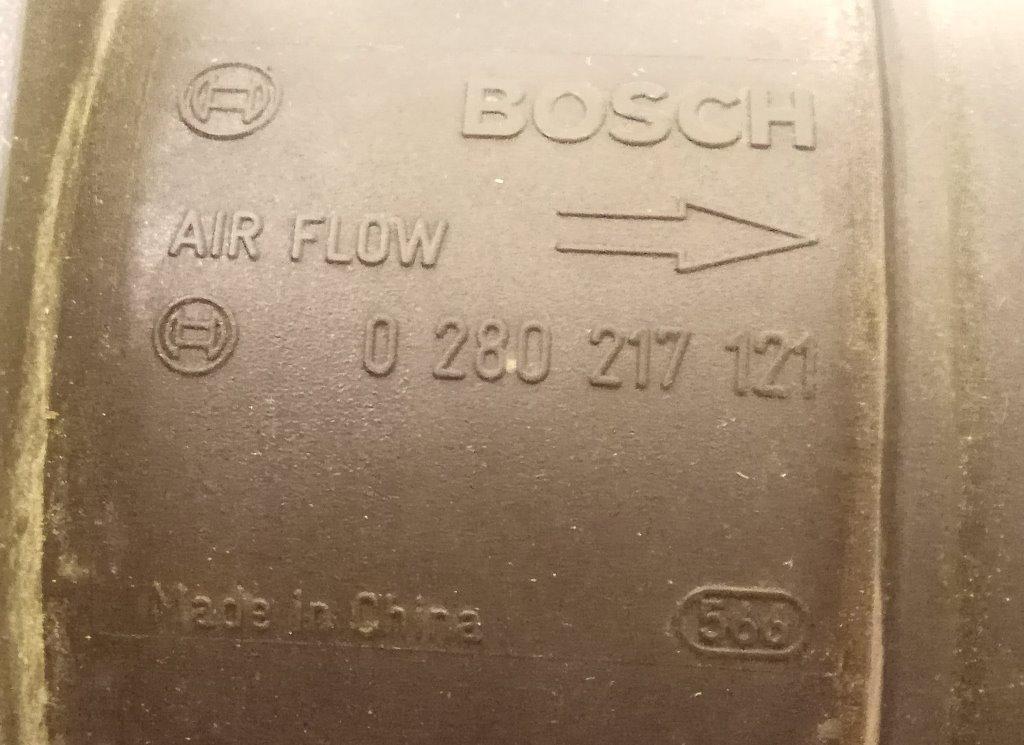 BOSCH
AIR FLOW
0 280 217 121
Made in China
566